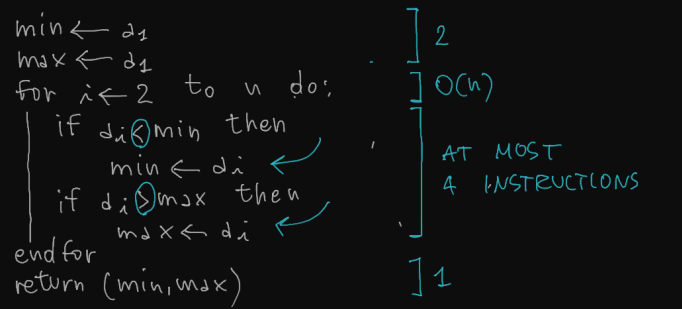 min ← a1 ] 2
max ← a1
for i ← 2 to n do: ] O(n)
if ai < min then
min ← ai
if ai > max then
max ← ai
AT MOST
4 INSTRUCTIONS
endfor
return (min, max) ] 1